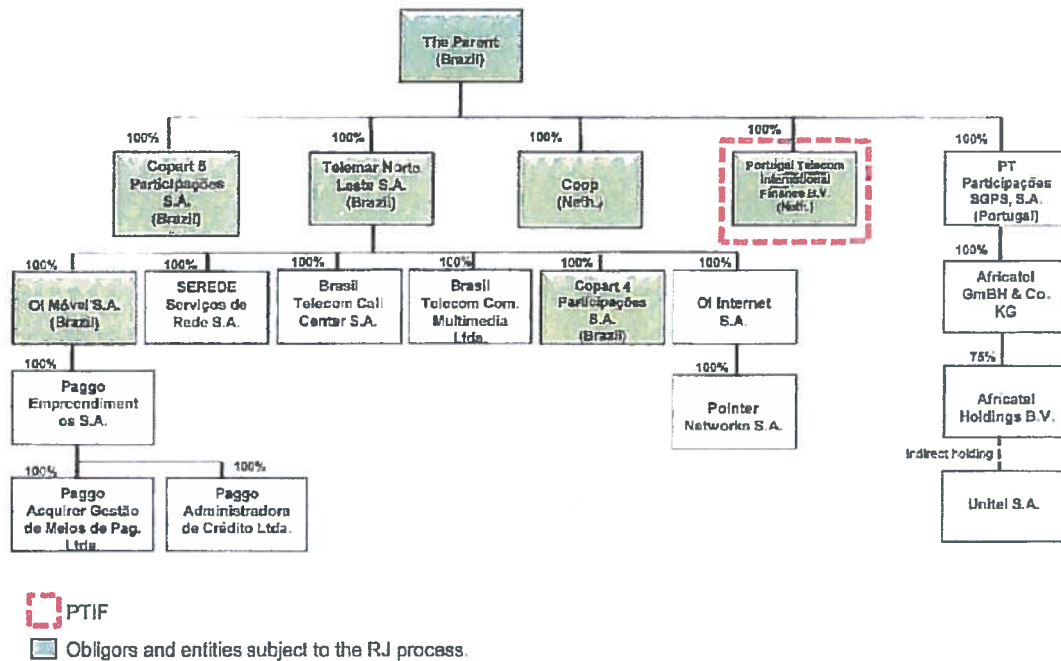 The Parent
(Brazil)
100%
100%
100%
100%
100%
Copart 5
Participações
S.A.
(Brazil)
Telemar Norto
Leste S.A.
(Brazil)
Coop
(Neth.)
Portugal Telecom
International
Finance B.V.
(Neth.)
PT
Participações
SGPS, S.A.
(Portugal)
100%
100%
100%
100%
100%
100%
100%
Oi Móvel S.A.
(Brazil)
SEREDE
Serviços de
Rede S.A.
Brasil
Telecom Call
Center S.A.
Brasil
Telecom Com.
Multimedia
Ltda.
Copart 4
Participações
S.A.
(Brazil)
Oi Internet
S.A.
Africatel
GmBH & Co.
KG
100%
100%
75%
Paggo
Empreendiment
os S.A.
Pointer
Networks S.A.
Africatel
Holdings B.V.
Indirect holding
100%
100%
Paggo
Acquirer Gestão
de Meios de Pag.
Ltda.
Paggo
Administradora
de Crédito Ltda.
Unitel S.A.
PTIF
Obligors and entities subject to the RJ process.